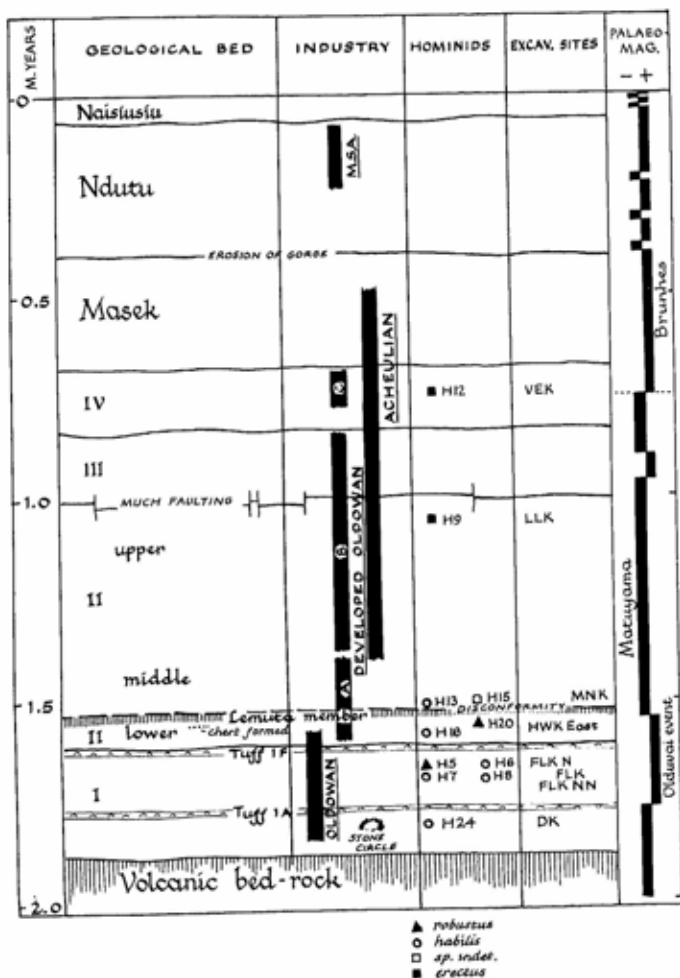 M. YEARS
GEOLOGICAL BED
INDUSTRY
HOMINIDS
EXCAV. SITES
PALAEO-
MAG.
- +
0
Naisiusiu
Ndutu
M.S.A.
EROSION OF GORGE
0.5
Masek
ACHEULIAN
Brunhes
IV
C
H12
VEK
III
MUCH FAULTING
1.0
upper
H9
LLK
II
B
DEVELOPED OLDOWAN
Matuyama
middle
A
H13
H15
MNK
1.5
DISCONFORMITY
Lemuta member
II lower
chert formed
H20
H16
HWK East
Tuff IF
Olduvai event
H5
H6
FLK N
I
H7
H8
FLK
FLK NN
Tuff IA
OLDOWAN
STONE
CIRCLE
H24
DK
Volcanic bed-rock
2.0
robustus
habilis
sp. indet.
erectus